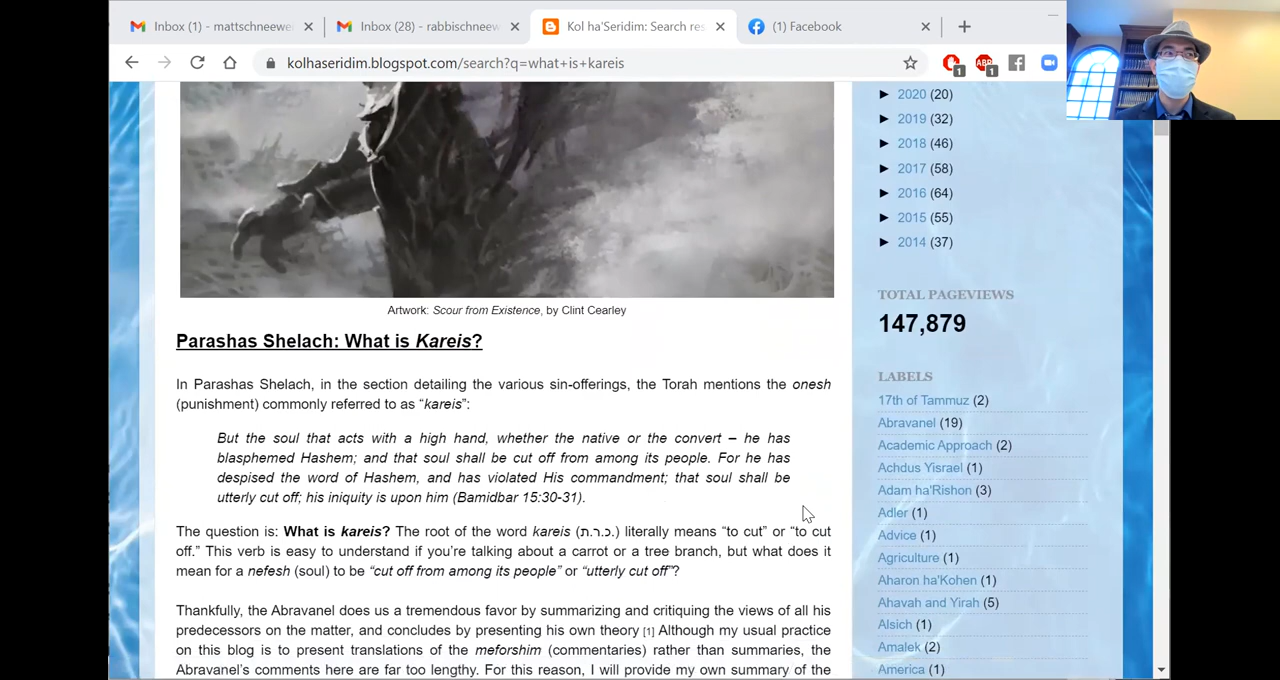 Inbox (1) - mattschneewe
Inbox (28) - rabbischneew
Kol ha'Seridim: Search res
(1) Facebook
kolhaseridim.blogspot.com/search?q=what+is+kareis
1
ABP
1
Artwork: Scour from Existence, by Clint Cearley
Parashas Shelach: What is Kareis?
In Parashas Shelach, in the section detailing the various sin-offerings, the Torah mentions the onesh
(punishment) commonly referred to as “kareis”:
But the soul that acts with a high hand, whether the native or the convert – he has
blasphemed Hashem; and that soul shall be cut off from among its people. For he has
despised the word of Hashem, and has violated His commandment; that soul shall be
utterly cut off; his iniquity is upon him (Bamidbar 15:30-31).
The question is: What is kareis? The root of the word kareis (כ.ר.ת.) literally means “to cut” or “to cut
off.” This verb is easy to understand if you’re talking about a carrot or a tree branch, but what does it
mean for a nefesh (soul) to be “cut off from among its people” or “utterly cut off”?
Thankfully, the Abravanel does us a tremendous favor by summarizing and critiquing the views of all his
predecessors on the matter, and concludes by presenting his own theory [1] Although my usual practice
on this blog is to present translations of the meforshim (commentaries) rather than summaries, the
Abravanel’s comments here are far too lengthy. For this reason, I will provide my own summary of the
► 2020 (20)
► 2019 (32)
► 2018 (46)
► 2017 (58)
► 2016 (64)
► 2015 (55)
► 2014 (37)
TOTAL PAGEVIEWS
147,879
LABELS
17th of Tammuz (2)
Abravanel (19)
Academic Approach (2)
Achdus Yisrael (1)
Adam ha'Rishon (3)
Adler (1)
Advice (1)
Agriculture (1)
Aharon ha'Kohen (1)
Ahavah and Yirah (5)
Alsich (1)
Amalek (2)
America (1)